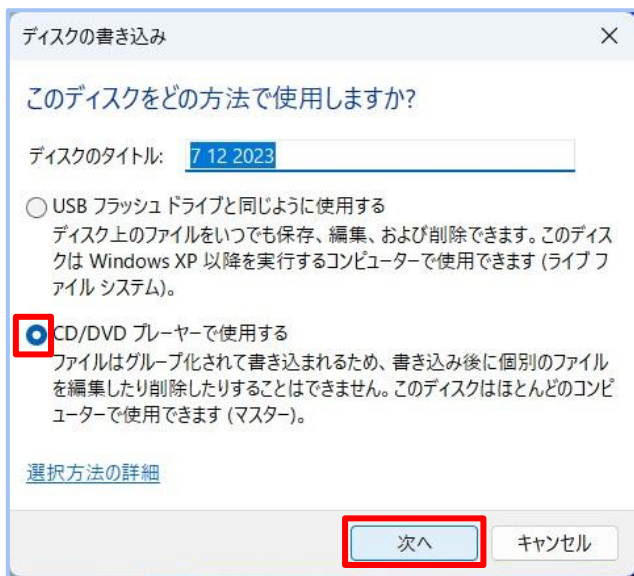 ディスクの書き込み
このディスクをどの方法で使用しますか?
ディスクのタイトル: 7 12 2023
USB フラッシュ ドライブと同じように使用する
ディスク上のファイルをいつでも保存、編集、および削除できます。このディス
クは Windows XP 以降を実行するコンピューターで使用できます (ライブ フ
ァイル システム)。
CD/DVD プレーヤーで使用する
ファイルはグループ化されて書き込まれるため、書き込み後に個別のファイル
を編集したり削除したりすることはできません。このディスクはほとんどのコンピ
ューターで使用できます (マスター)。
選択方法の詳細
次へ キャンセル